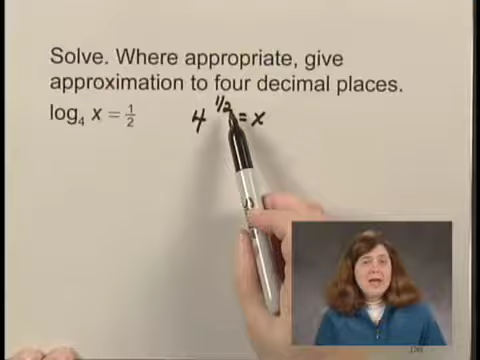 Solve. Where appropriate, give
approximation to four decimal places.
log₄ x = 1/2 4^1/2 = x